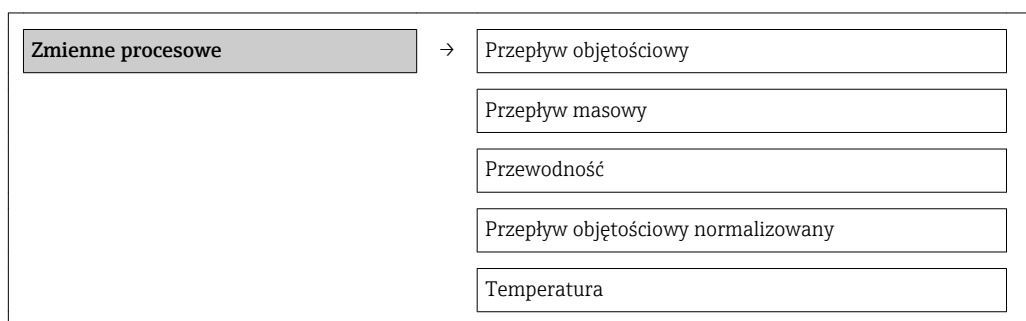 Zmienne procesowe → Przepływ objętościowy
Przepływ masowy
Przewodność
Przepływ objętościowy normalizowany
Temperatura